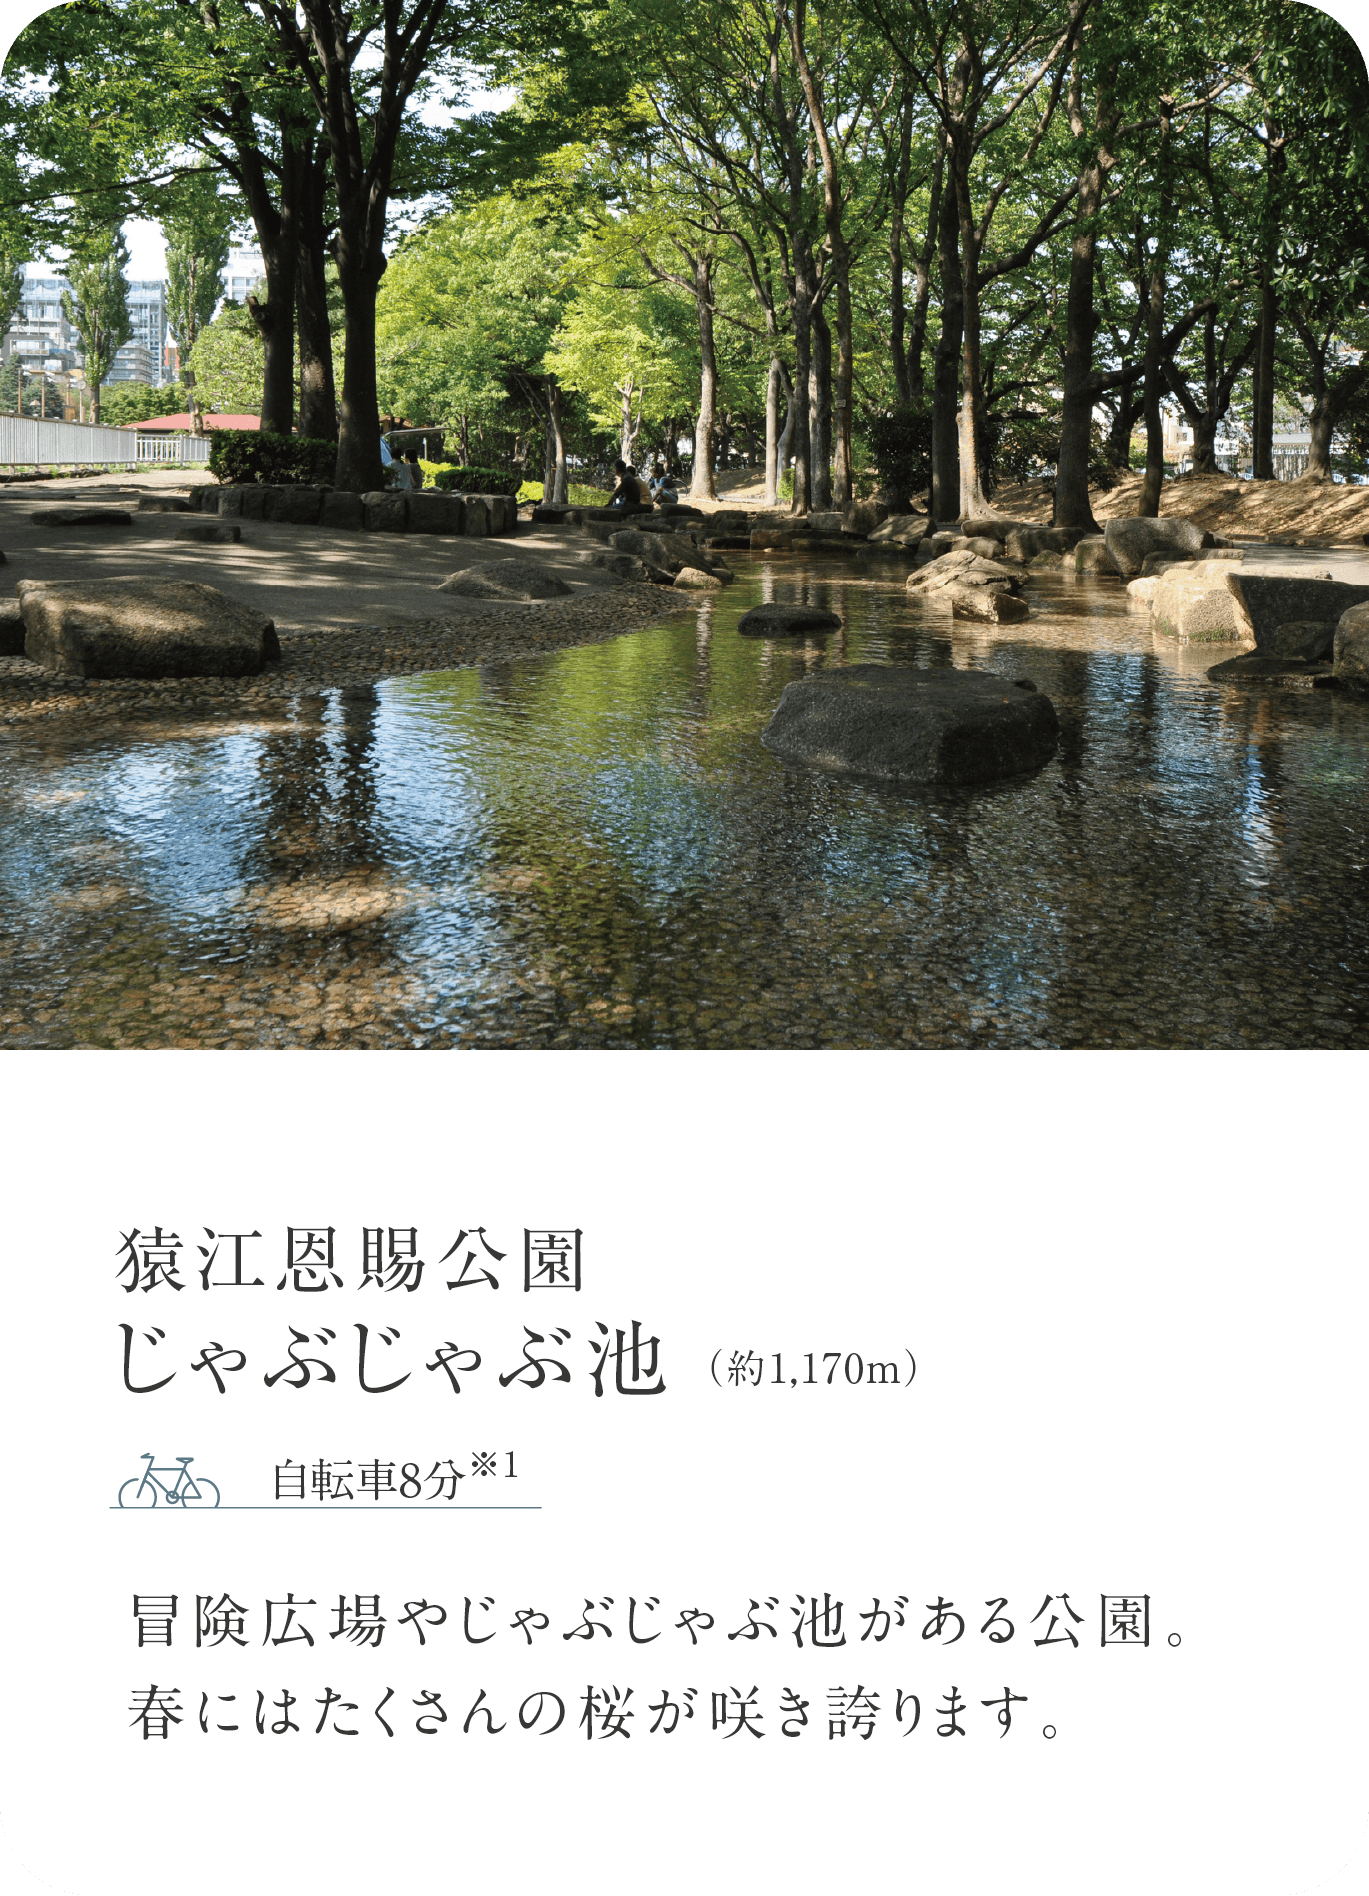 猿江恩賜公園
じゃぶじゃぶ池 （約1,170m）
自転車8分※1
冒険広場やじゃぶじゃぶ池がある公園。
春にはたくさんの桜が咲き誇ります。